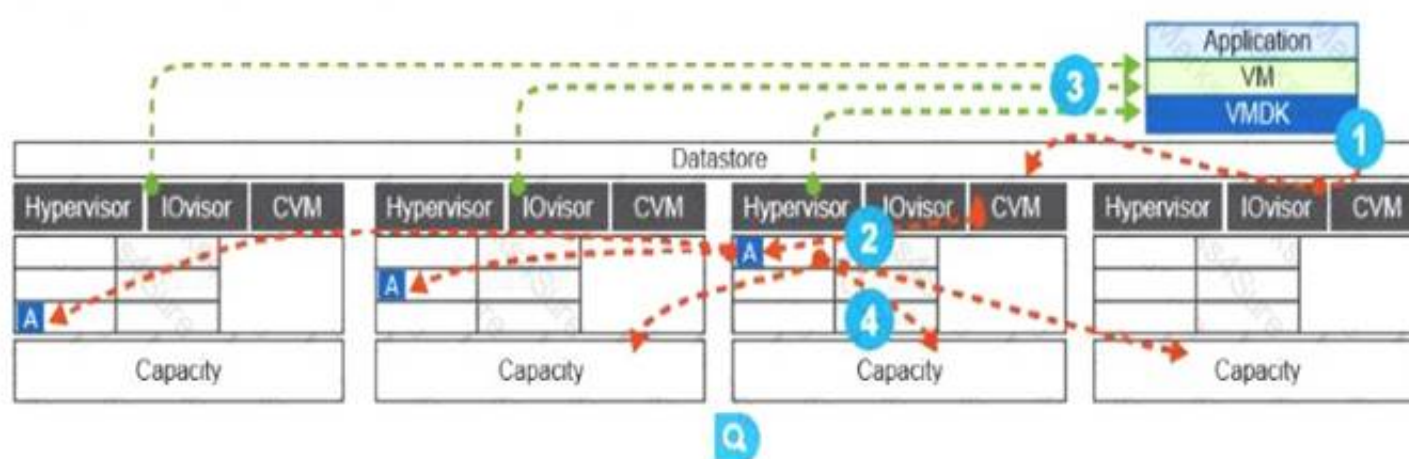 Application
VM
3
VMDK
1
Datastore
Hypervisor IOvisor CVM Hypervisor IOvisor CVM Hypervisor IOvisor CVM Hypervisor IOvisor CVM
2
A
A
A
4
Capacity Capacity Capacity Capacity